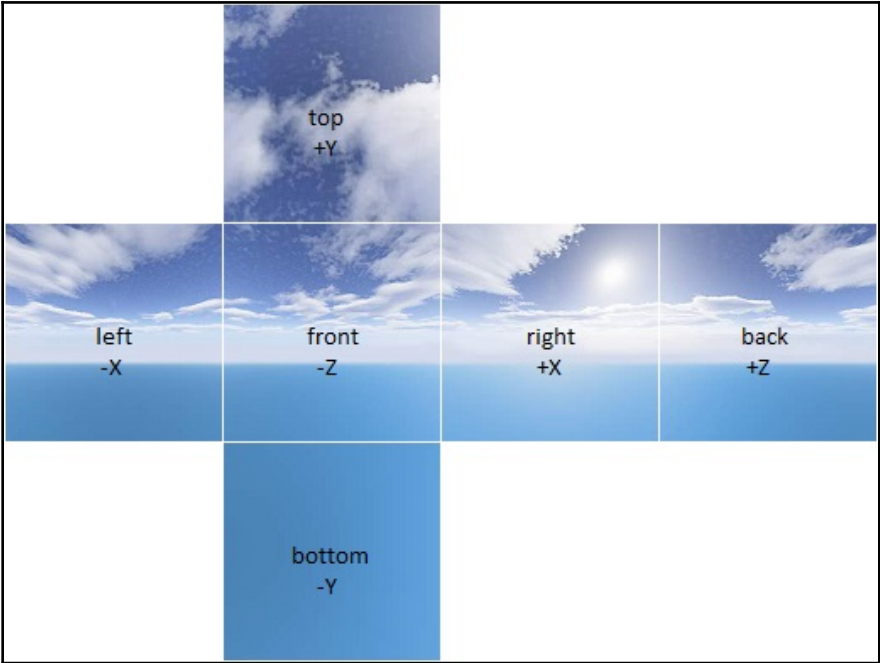 top
+Y
left
-X
front
-Z
right
+X
back
+Z
bottom
-Y